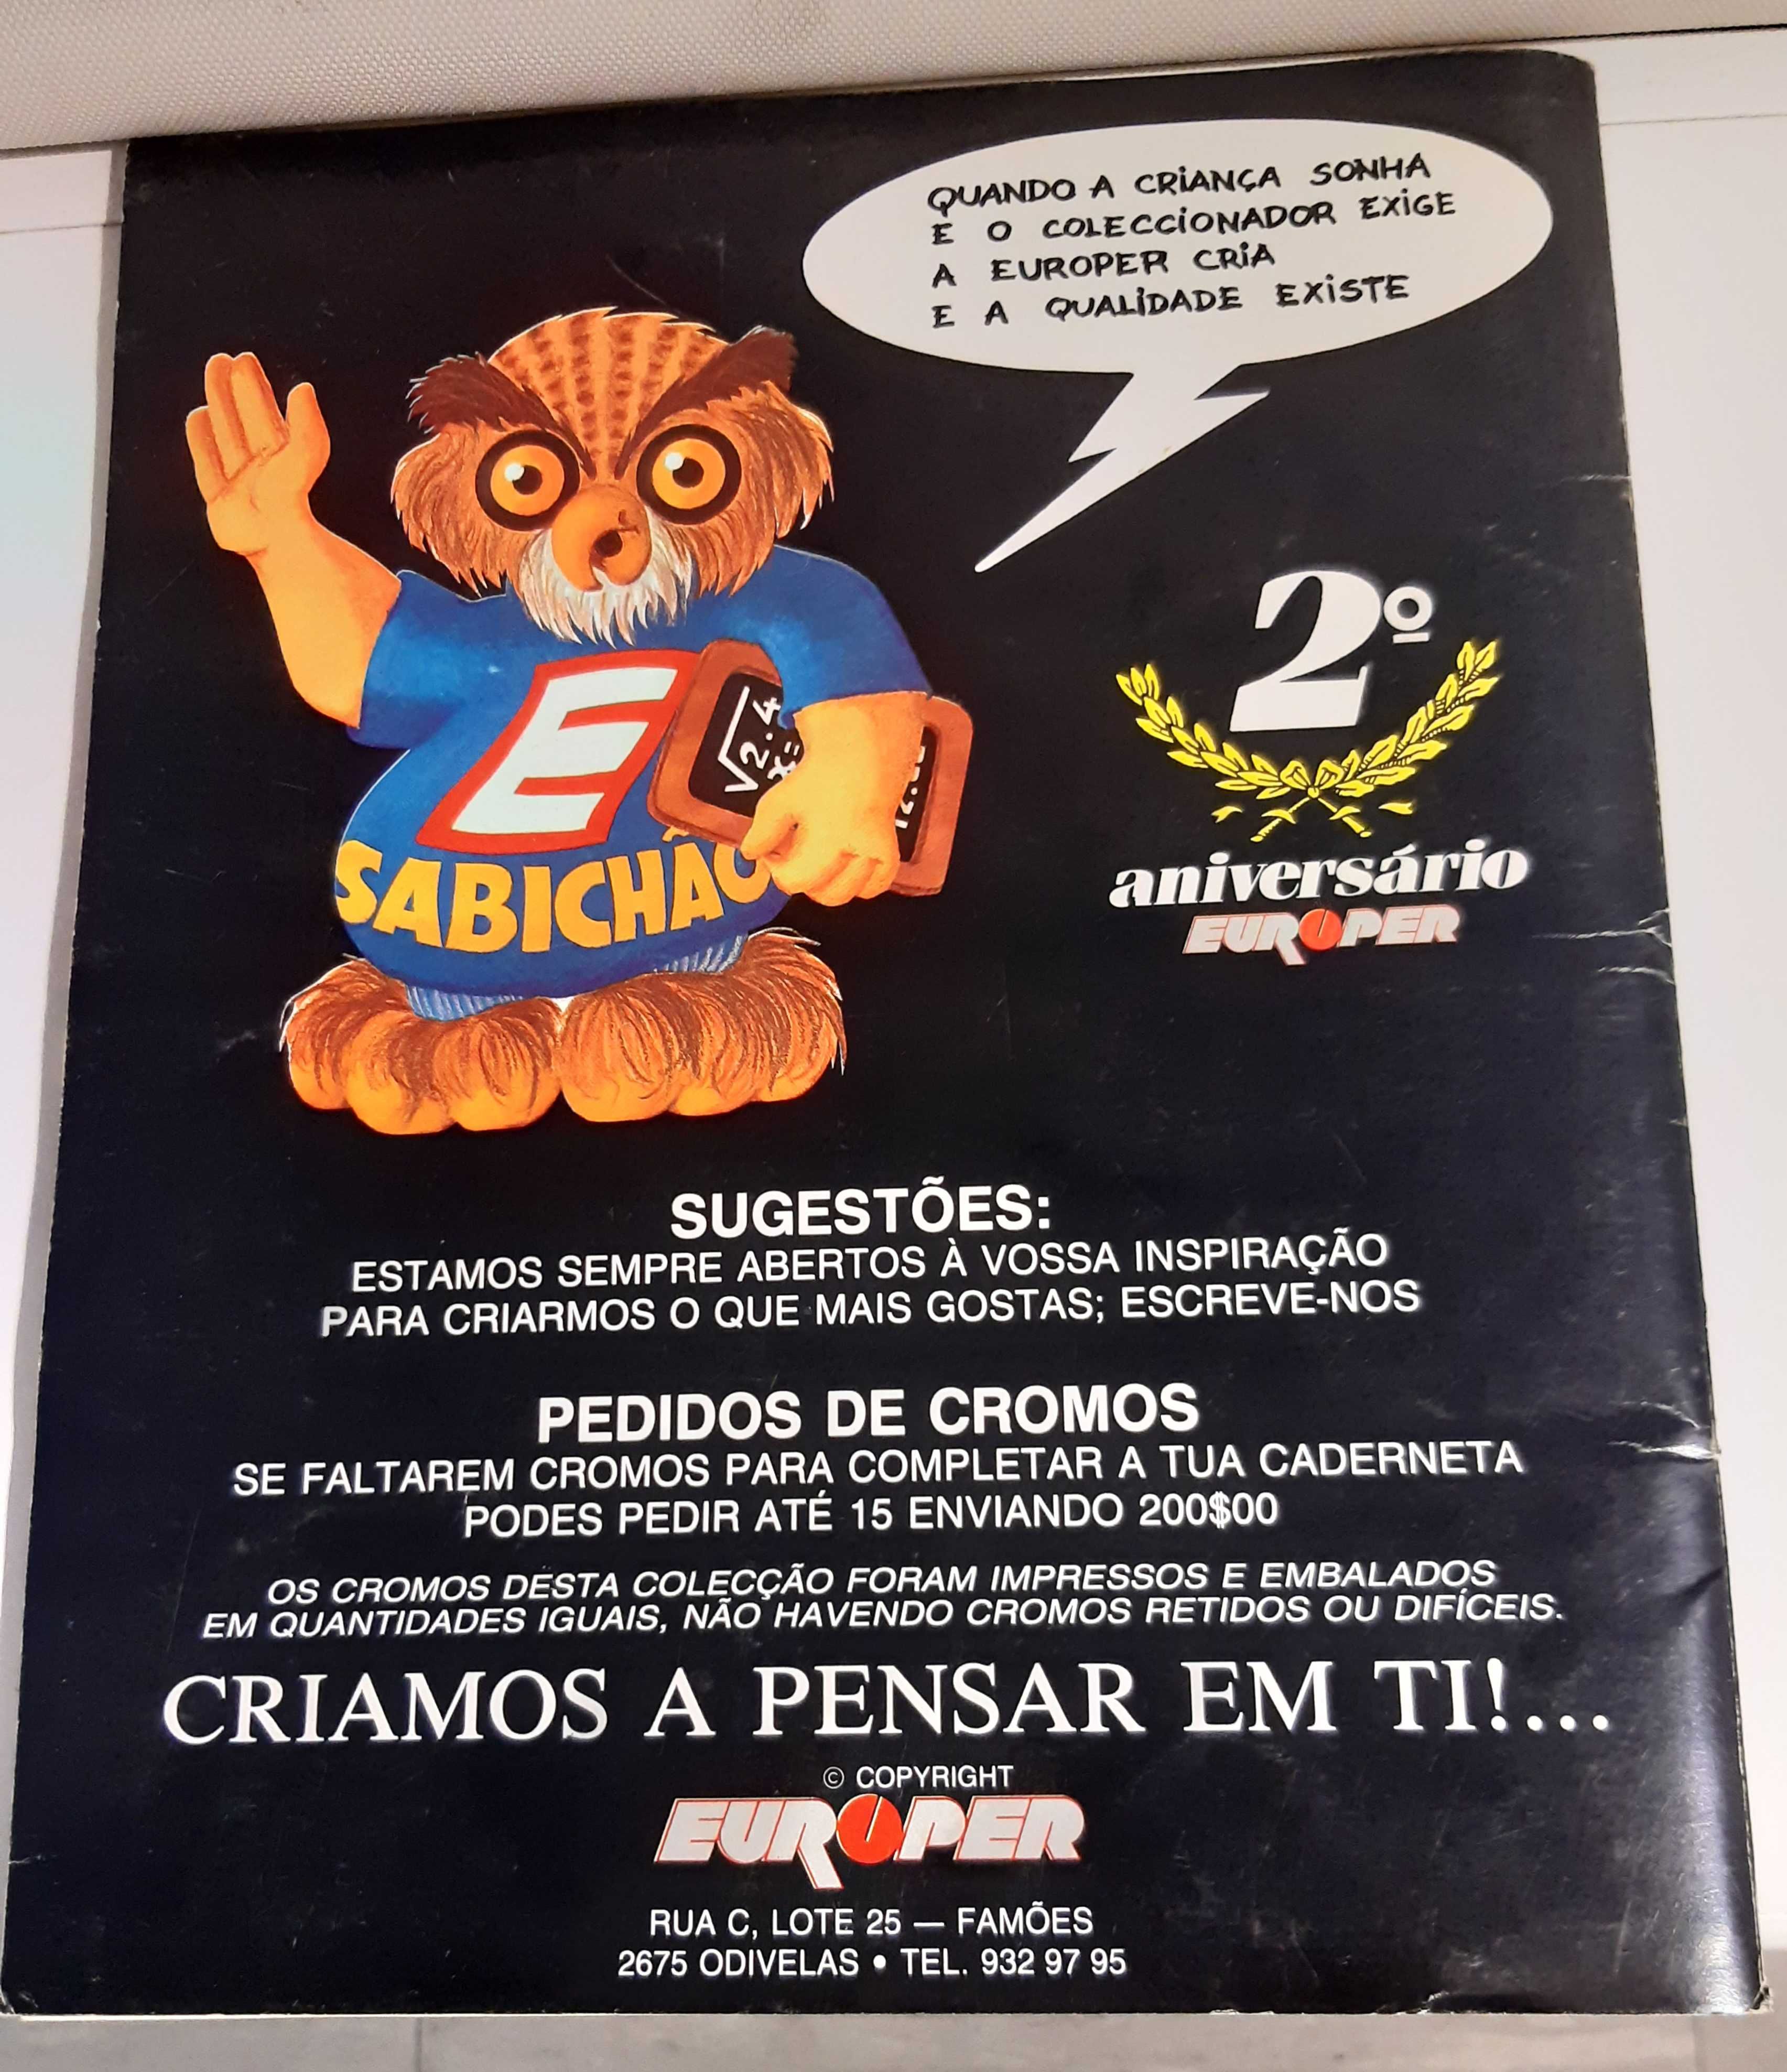 QUANDO A CRIANÇA SONHA
E O COLECCIONADOR EXIGE
A EUROPER CRIA
E A QUALIDADE EXISTE
E
√2.4
x=
SABICHÃO
2º
aniversário
EUROPER
SUGESTÕES:
ESTAMOS SEMPRE ABERTOS À VOSSA INSPIRAÇÃO
PARA CRIARMOS O QUE MAIS GOSTAS; ESCREVE-NOS
PEDIDOS DE CROMOS
SE FALTAREM CROMOS PARA COMPLETAR A TUA CADERNETA
PODES PEDIR ATÉ 15 ENVIANDO 200$00
OS CROMOS DESTA COLECÇÃO FORAM IMPRESSOS E EMBALADOS
EM QUANTIDADES IGUAIS, NÃO HAVENDO CROMOS RETIDOS OU DIFÍCEIS.
CRIAMOS A PENSAR EM TI!...
© COPYRIGHT
EUROPER
RUA C, LOTE 25 — FAMÕES
2675 ODIVELAS • TEL. 932 97 95